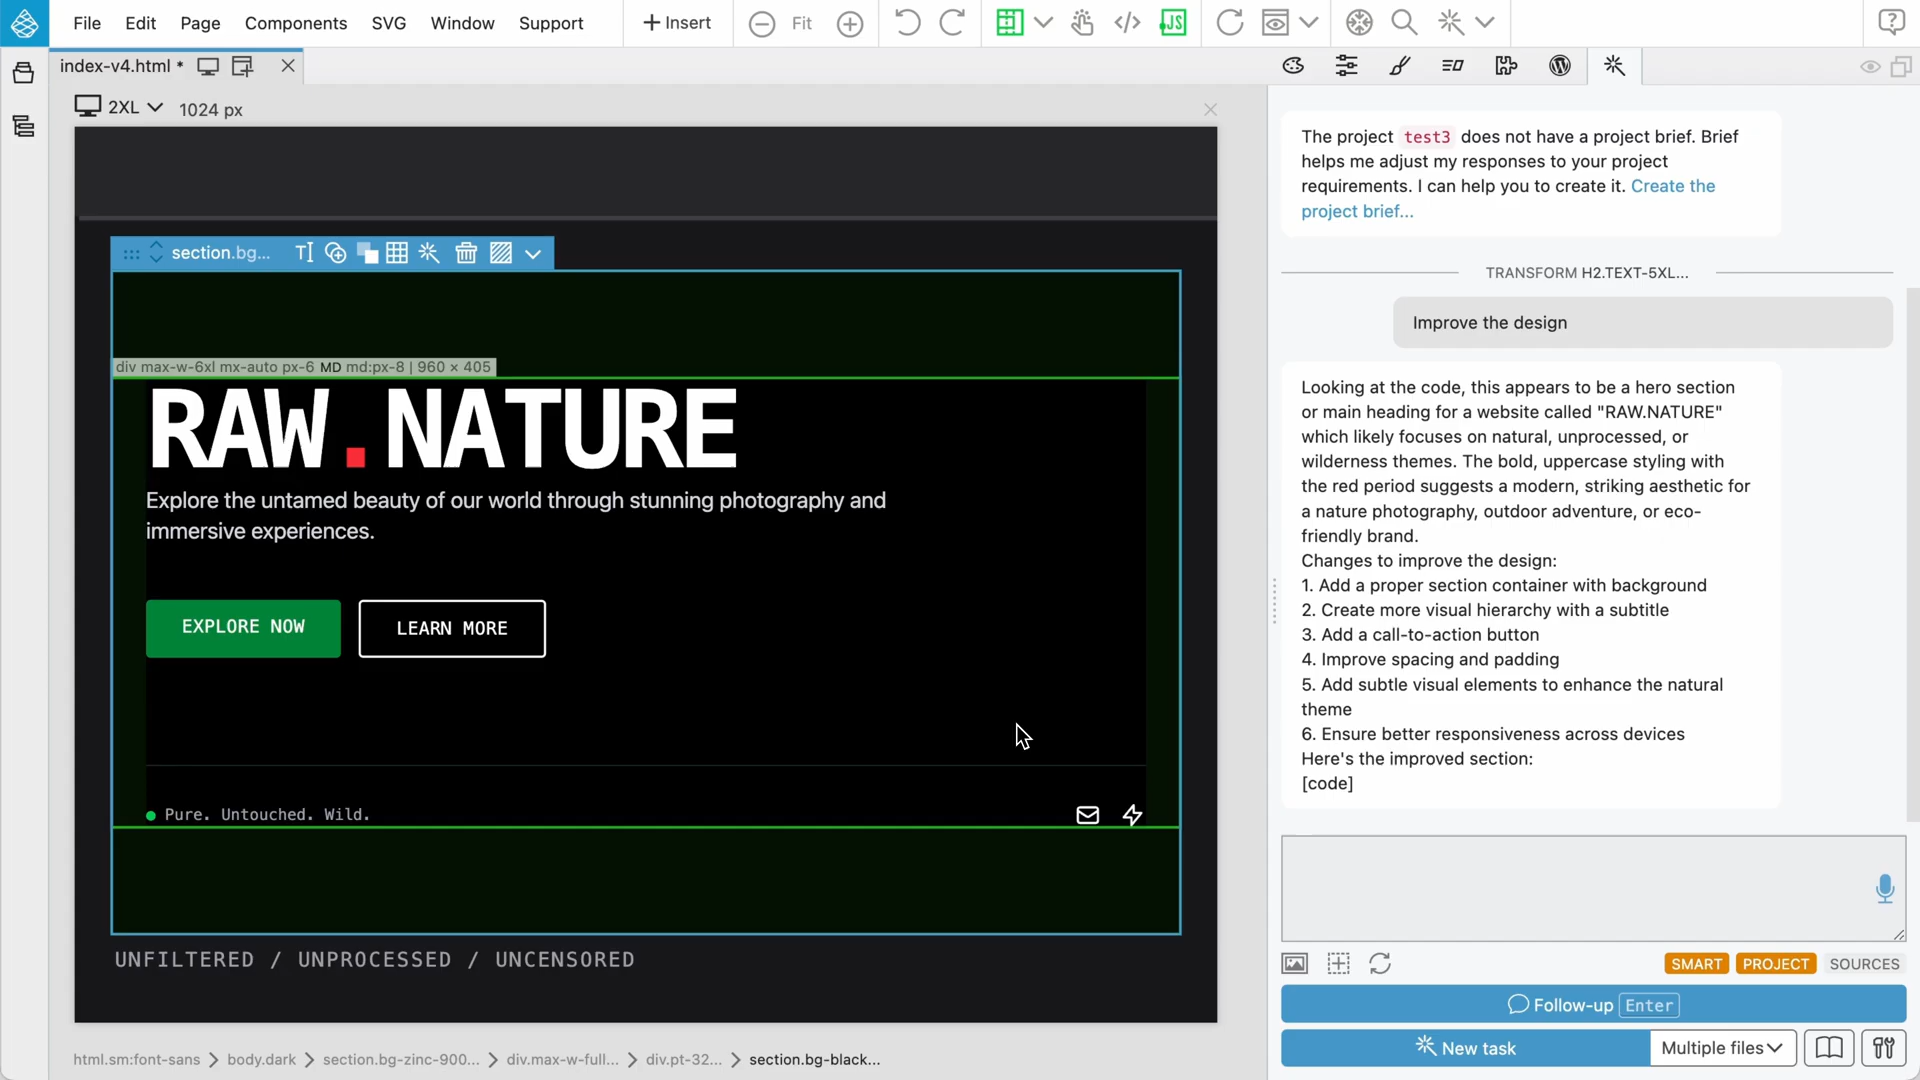 File Edit Page Components SVG Window Support + Insert Fit JS
index-v4.html *
2XL 1024 px
section.bg...
div max-w-6xl mx-auto px-6 MD md:px-8 | 960 × 405
RAW.NATURE
Explore the untamed beauty of our world through stunning photography and
immersive experiences.
EXPLORE NOW LEARN MORE
Pure. Untouched. Wild.
UNFILTERED / UNPROCESSED / UNCENSORED
html.sm:font-sans > body.dark > section.bg-zinc-900... > div.max-w-full... > div.pt-32... > section.bg-black...
The project test3 does not have a project brief. Brief
helps me adjust my responses to your project
requirements. I can help you to create it. Create the
project brief...
TRANSFORM H2.TEXT-5XL...
Improve the design
Looking at the code, this appears to be a hero section
or main heading for a website called "RAW.NATURE"
which likely focuses on natural, unprocessed, or
wilderness themes. The bold, uppercase styling with
the red period suggests a modern, striking aesthetic for
a nature photography, outdoor adventure, or eco-
friendly brand.
Changes to improve the design:
1. Add a proper section container with background
2. Create more visual hierarchy with a subtitle
3. Add a call-to-action button
4. Improve spacing and padding
5. Add subtle visual elements to enhance the natural
theme
6. Ensure better responsiveness across devices
Here's the improved section:
[code]
SMART PROJECT SOURCES
Follow-up Enter
New task Multiple files